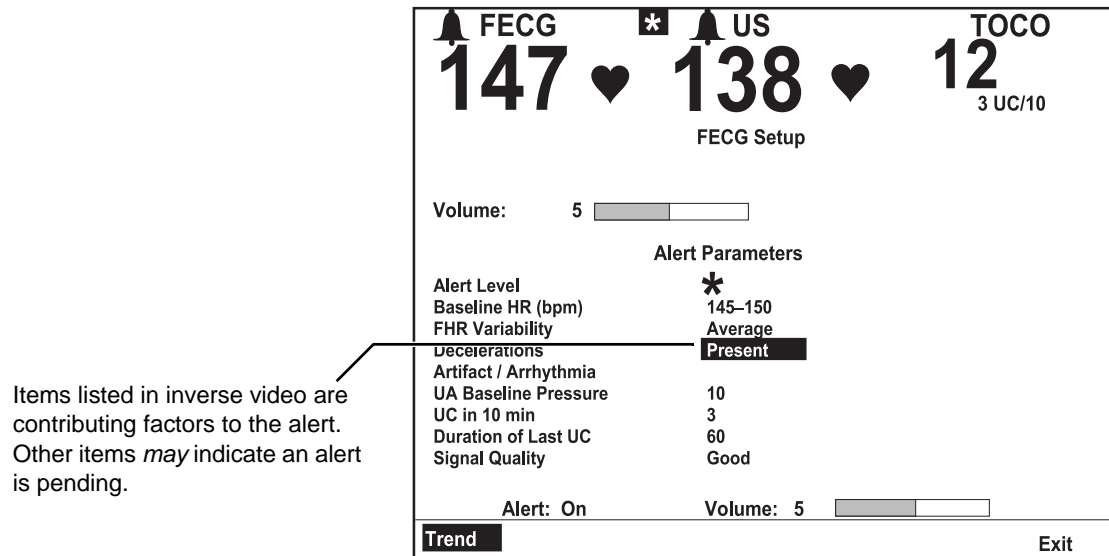 FECG * US TOCO
147 138 12
3 UC/10
FECG Setup
Volume: 5
Alert Parameters
Alert Level *
Baseline HR (bpm) 145–150
FHR Variability Average
Decelerations Present
Artifact / Arrhythmia
UA Baseline Pressure 10
UC in 10 min 3
Duration of Last UC 60
Signal Quality Good
Alert: On Volume: 5
Trend Exit
Items listed in inverse video are
contributing factors to the alert.
Other items may indicate an alert
is pending.